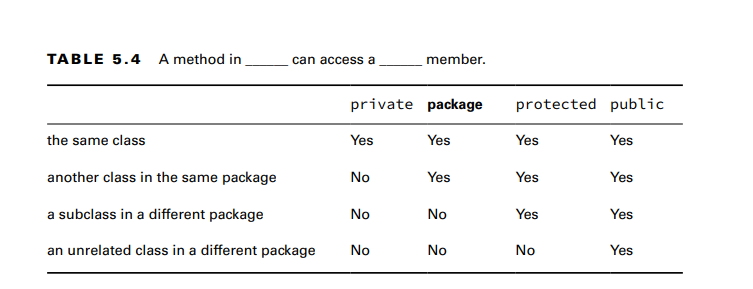 TABLE 5.4 A method in ______ can access a ______ member.
private package protected public
the same class Yes Yes Yes Yes
another class in the same package No Yes Yes Yes
a subclass in a different package No No Yes Yes
an unrelated class in a different package No No No Yes